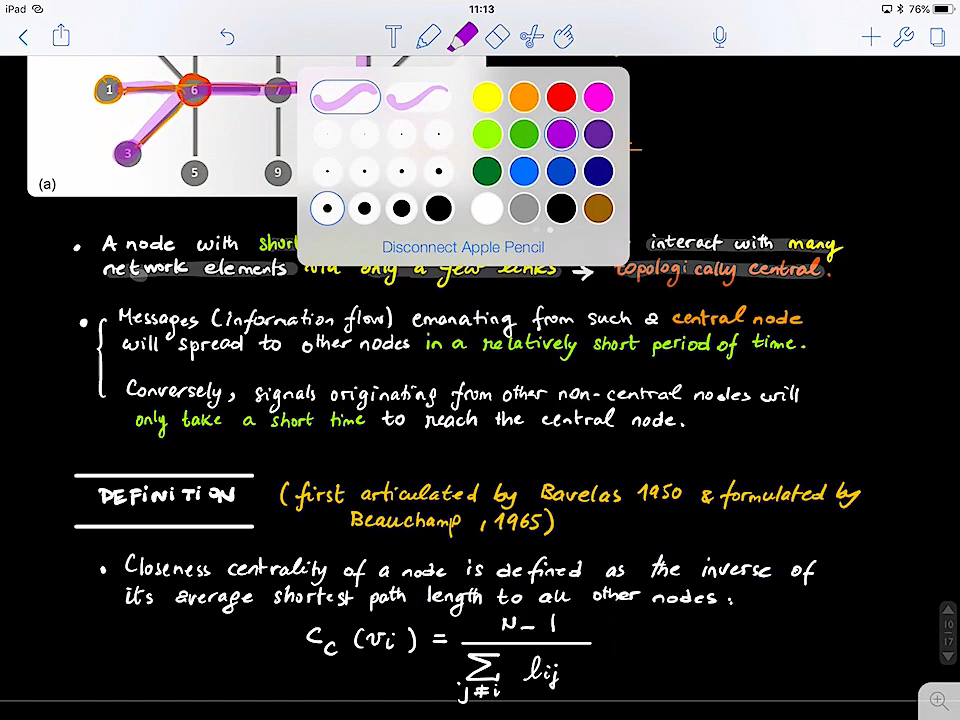 iPad 11:13 76%
T
1 6 7
3
5 9
(a)
Disconnect Apple Pencil
• A node with short interact with many
network elements via only a few links → topologically central.
• Messages (information flow) emanating from such a central node
will spread to other nodes in a relatively short period of time.
Conversely, signals originating from other non-central nodes will
only take a short time to reach the central node.
DEFINITION (first articulated by Bavelas 1950 & formulated by
Beauchamp, 1965)
• Closeness centrality of a node is defined as the inverse of
its average shortest path length to all other nodes:
C_c (v_i) = N-1 / ∑_{j≠i} l_ij
10
17